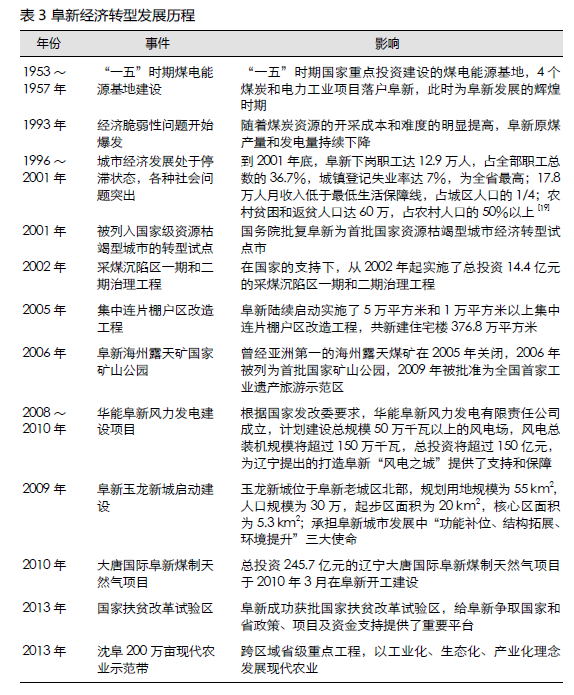 表 3 阜新经济转型发展历程
年份 事件 影响
1953～ “一五”时期煤电能 “一五”时期国家重点投资建设的煤电能源基地，4 个
1957 年 源基地建设 煤炭和电力工业项目落户阜新，此时为阜新发展的辉煌
时期
1993 年 经济脆弱性问题开始 随着煤炭资源的开采成本和难度的明显提高，阜新原煤
爆发 产量和发电量持续下降
1996～ 城市经济发展处于停 到 2001 年底，阜新下岗职工达 12.9 万人，占全部职工总
2001 年 滞状态，各种社会问 数的 36.7%，城镇登记失业率达 7%，为全省最高；17.8
题突出 万人月收入低于最低生活保障线，占城区人口的 1/4；农
村贫困和返贫人口达 60 万，占农村人口的 50%以上 [19]
2001 年 被列入国家级资源枯 国务院批复阜新为首批国家资源枯竭型城市经济转型试
竭型城市的转型试点 点市
2002 年 采煤沉陷区一期和二 在国家的支持下，从 2002 年起实施了总投资 14.4 亿元
期治理工程 的采煤沉陷区一期和二期治理工程
2005 年 集中连片棚户区改造 阜新陆续启动实施了 5 万平方米和 1 万平方米以上集中
工程 连片棚户区改造工程，共新建住宅楼 376.8 万平方米
2006 年 阜新海州露天矿国家 曾经亚洲第一的海州露天煤矿在 2005 年关闭，2006 年
矿山公园 被列为首批国家矿山公园，2009 年被批准为全国首家工
业遗产旅游示范区
2008～ 华能阜新风力发电建 根据国家发改委要求，华能阜新风力发电有限责任公司
2010 年 设项目 成立，计划建设总规模 50 万千瓦以上的风电场，风电总
装机规模将超过 150 万千瓦，总投资将超过 150 亿元，
为辽宁提出的打造阜新“风电之城”提供了支持和保障
2009 年 阜新玉龙新城启动建 玉龙新城位于阜新老城区北部，规划用地规模为 55 km²，
设 人口规模为 30 万，起步区面积为 20 km²，核心区面积
为 5.3 km²；承担阜新城市发展中“功能补位、结构拓展、
环境提升”三大使命
2010 年 大唐国际阜新煤制天 总投资 245.7 亿元的辽宁大唐国际阜新煤制天然气项目
然气项目 于 2010 年 3 月在阜新开工建设
2013 年 国家扶贫改革试验区 阜新成功获批国家扶贫改革试验区，给阜新争取国家和
省政策、项目及资金支持提供了重要平台
2013 年 沈阜 200 万亩现代农 跨区域省级重点工程，以工业化、生态化、产业化理念
业示范带 发展现代农业